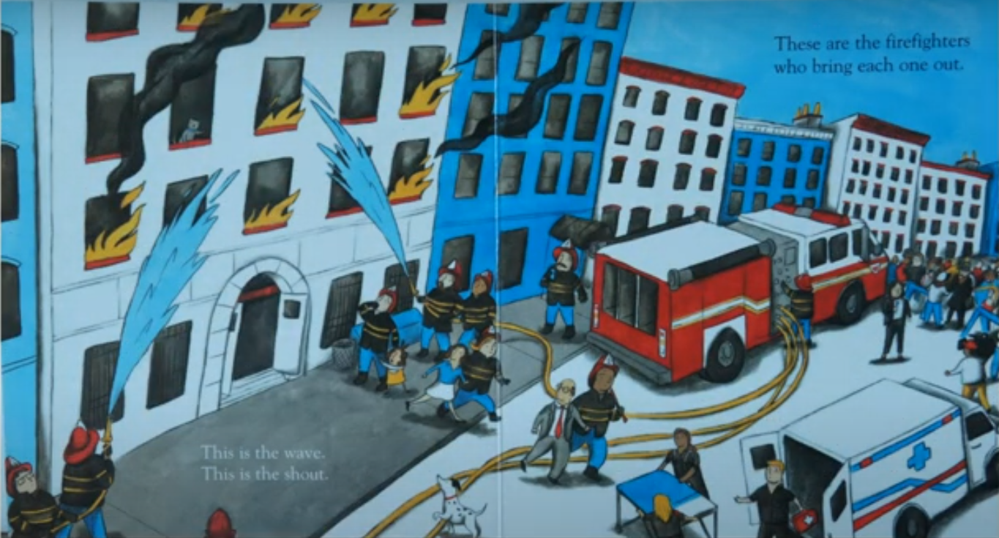 This is the wave.
This is the shout.
These are the firefighters
who bring each one out.